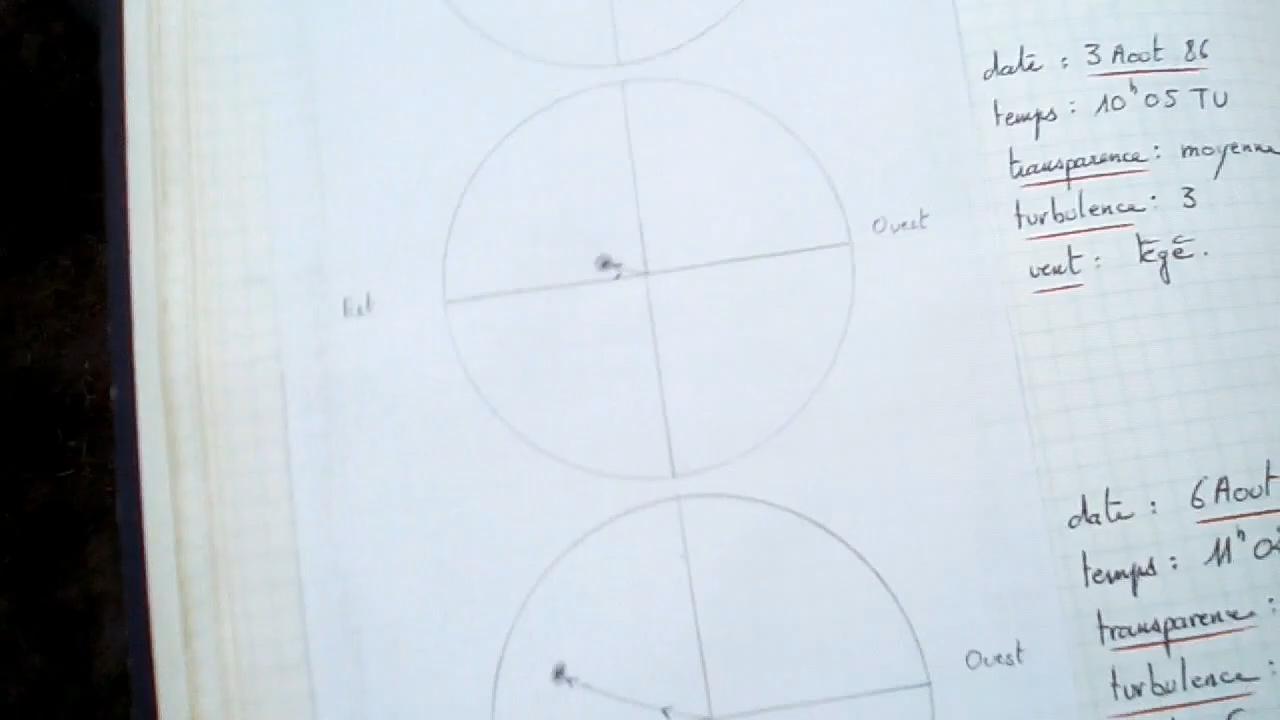 date : 3 Aout 86
temps : 10h05 TU
transparence : moyenne
turbulence : 3
Ouest
vent :
Est
date : 6 Aout
temps : 11h
transparence :
Ouest
turbulence :